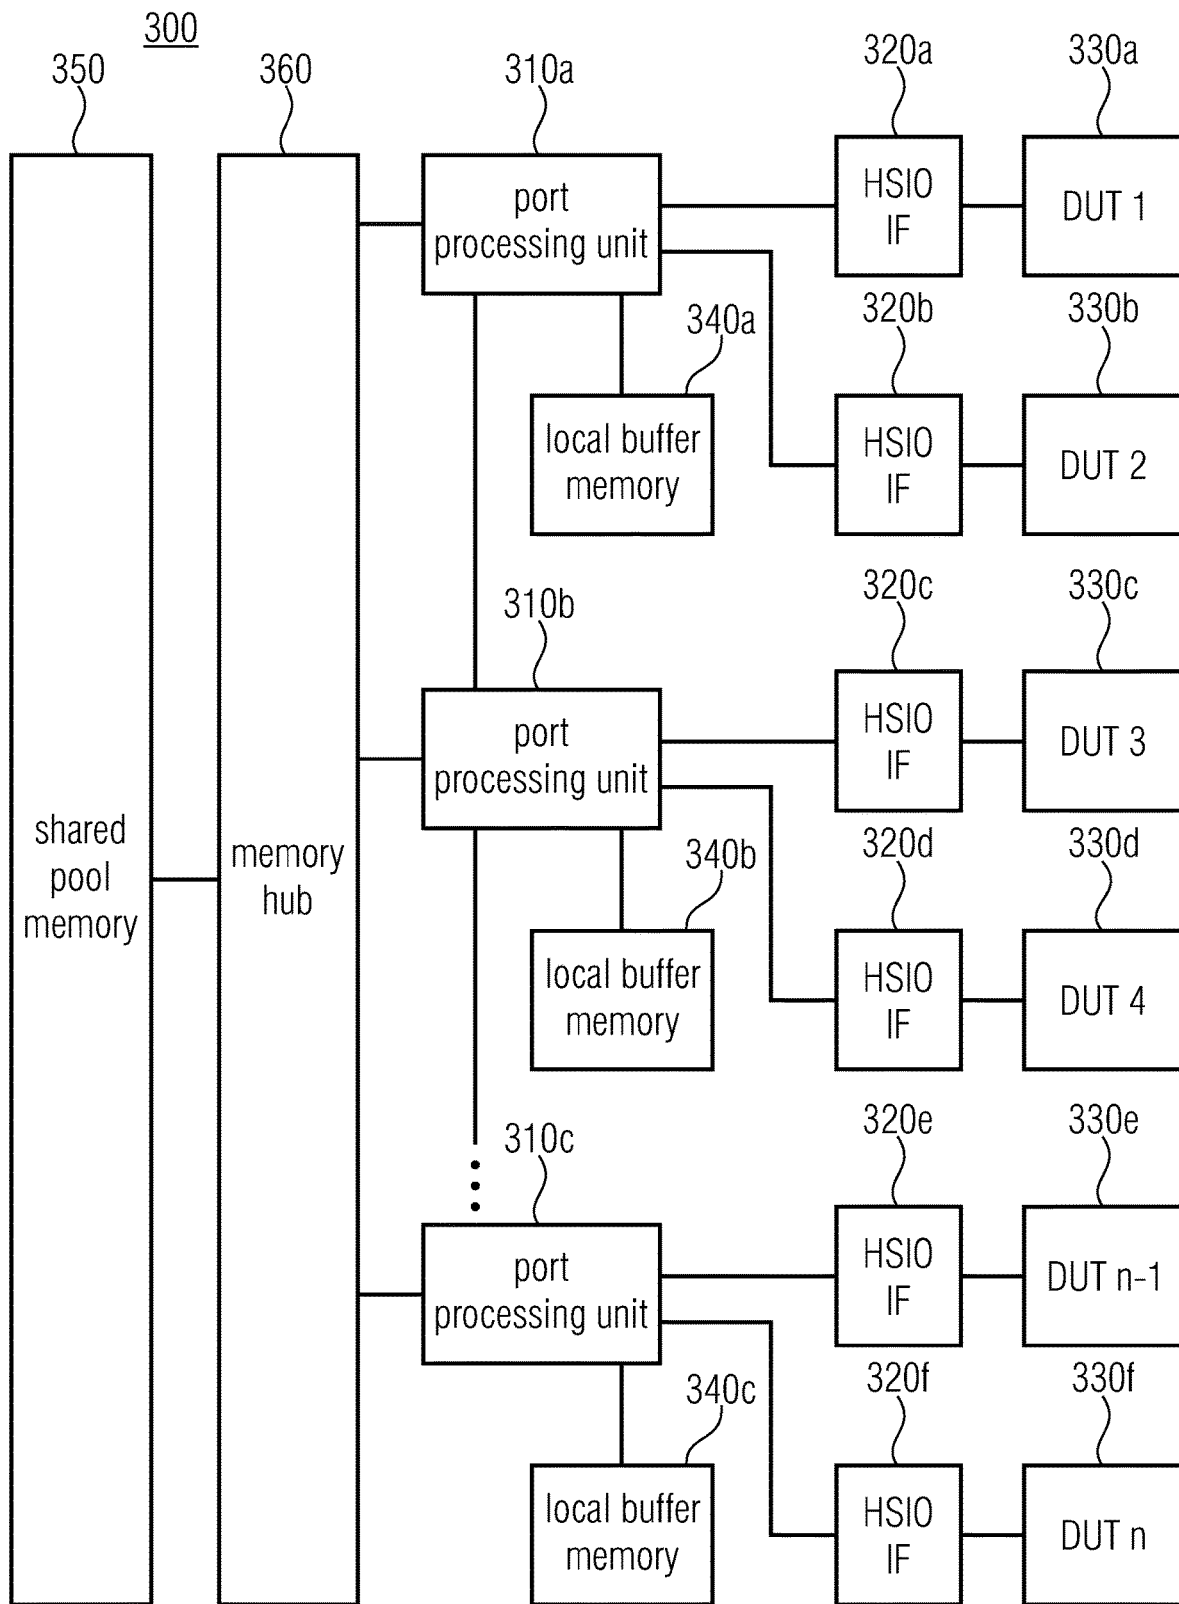 300
350
360
310a
320a
330a
port
processing unit
HSIO
IF
DUT 1
340a
320b
330b
local buffer
memory
HSIO
IF
DUT 2
310b
320c
330c
port
processing unit
HSIO
IF
DUT 3
shared
pool
memory
memory
hub
340b
320d
330d
local buffer
memory
HSIO
IF
DUT 4
310c
320e
330e
port
processing unit
HSIO
IF
DUT n-1
340c
320f
330f
local buffer
memory
HSIO
IF
DUT n